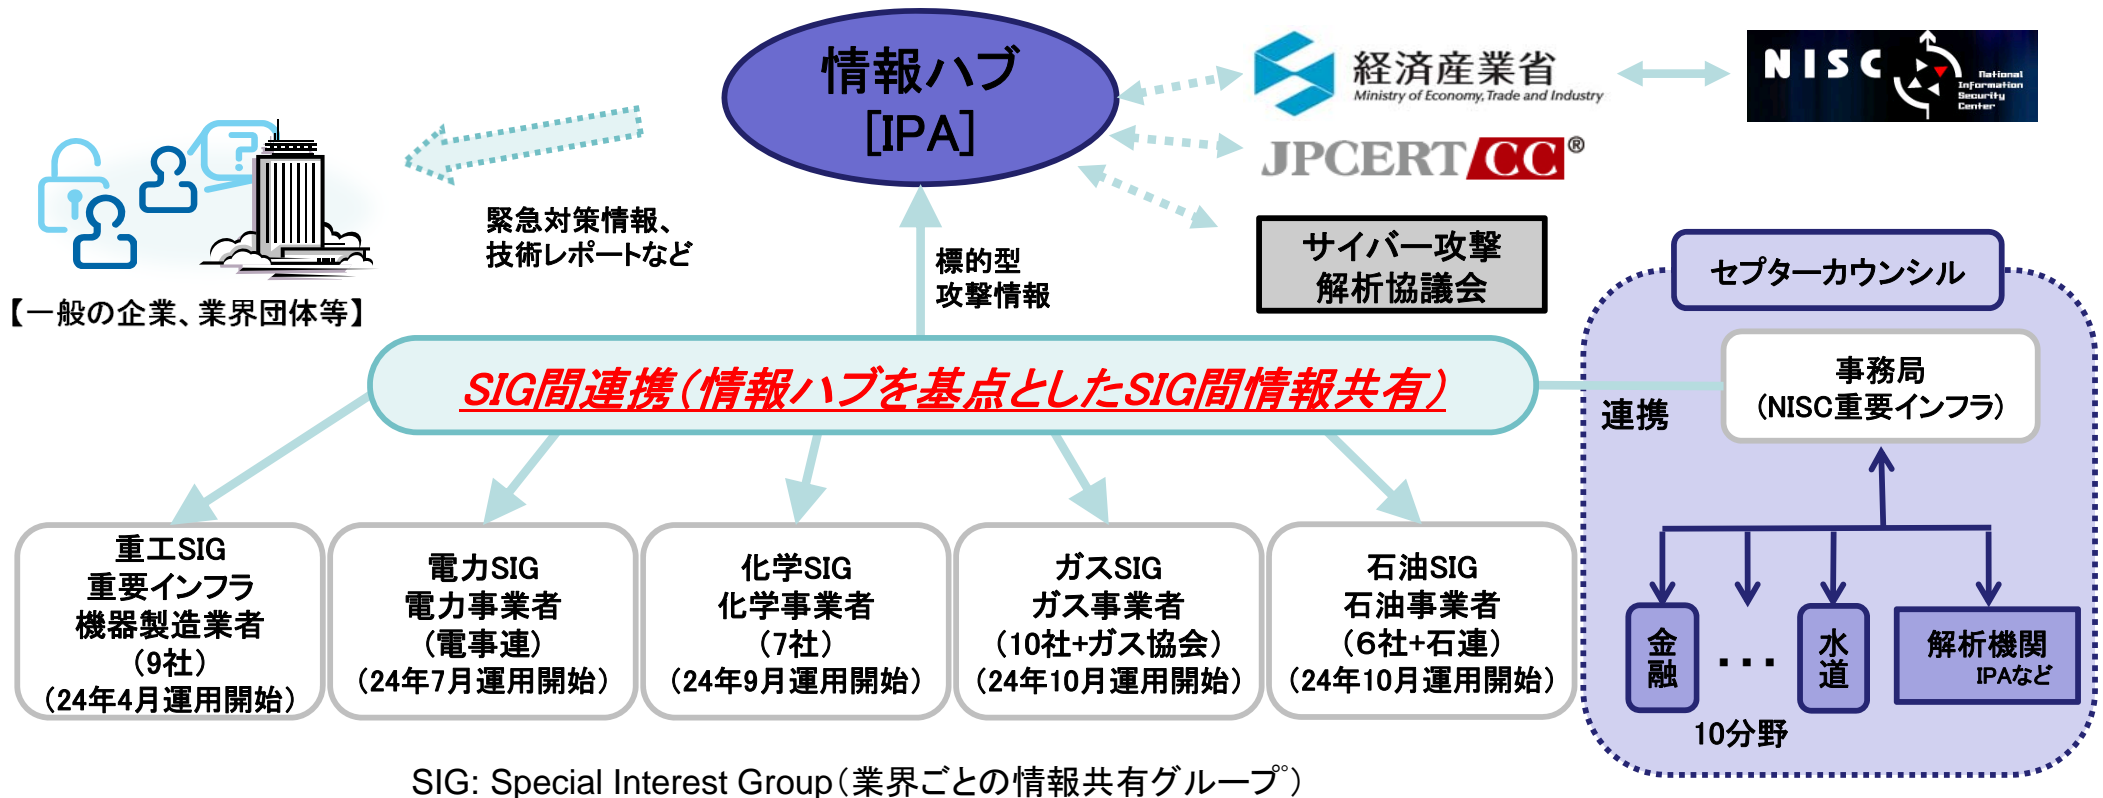 情報ハブ
[IPA]
経済産業省
Ministry of Economy, Trade and Industry
NISC
National
Information
Security
Center
JPCERT/CC®
?
緊急対策情報、
技術レポートなど
標的型
攻撃情報
サイバー攻撃
解析協議会
【一般の企業、業界団体等】
セプターカウンシル
SIG間連携（情報ハブを基点としたSIG間情報共有）
事務局
（NISC重要インフラ）
連携
重工SIG
重要インフラ
機器製造業者
（9社）
（24年4月運用開始）
電力SIG
電力事業者
（電事連）
（24年7月運用開始）
化学SIG
化学事業者
（7社）
（24年9月運用開始）
ガスSIG
ガス事業者
（10社+ガス協会）
（24年10月運用開始）
石油SIG
石油事業者
（6社+石連）
（24年10月運用開始）
金融
・・・
水道
解析機関
IPAなど
10分野
SIG: Special Interest Group（業界ごとの情報共有グループ）